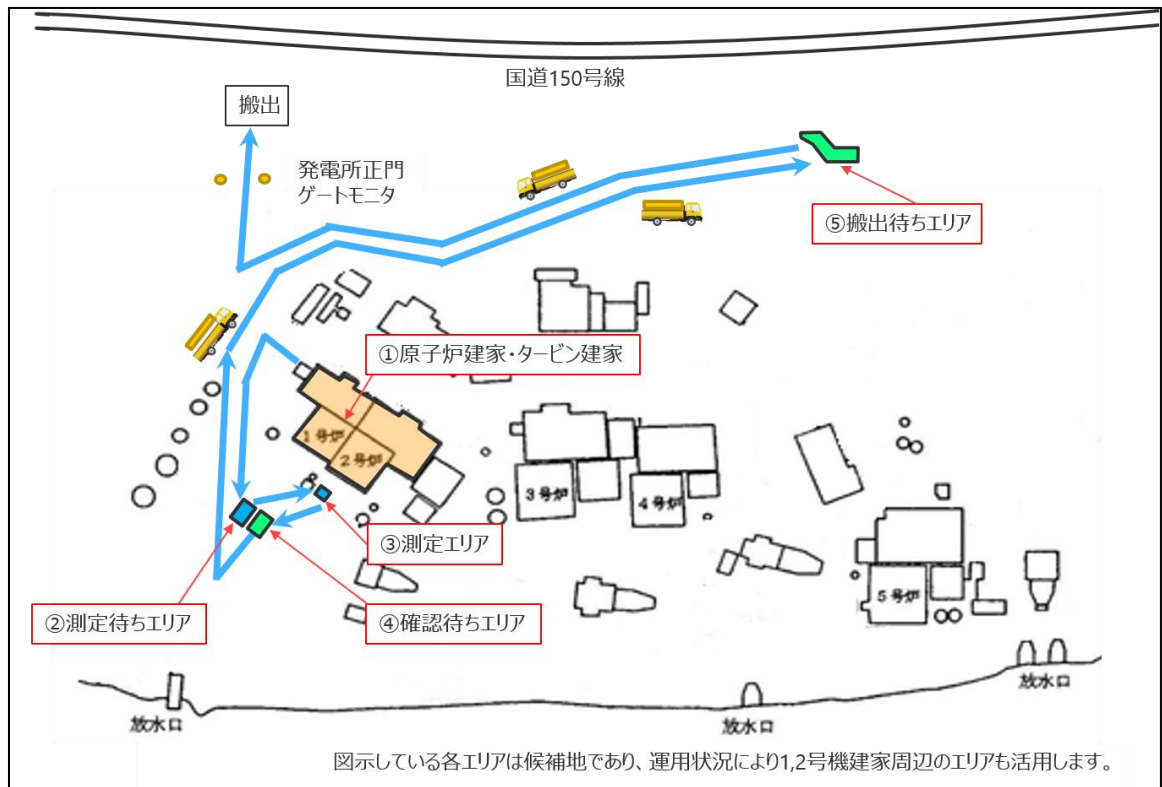 国道150号線
搬出
発電所正門
ゲートモニタ
⑤搬出待ちエリア
①原子炉建家・タービン建家
1号炉
2号炉
3号炉
4号炉
③測定エリア
5号炉
②測定待ちエリア
④確認待ちエリア
放水口
放水口
放水口
図示している各エリアは候補地であり、運用状況により1,2号機建家周辺のエリアも活用します。